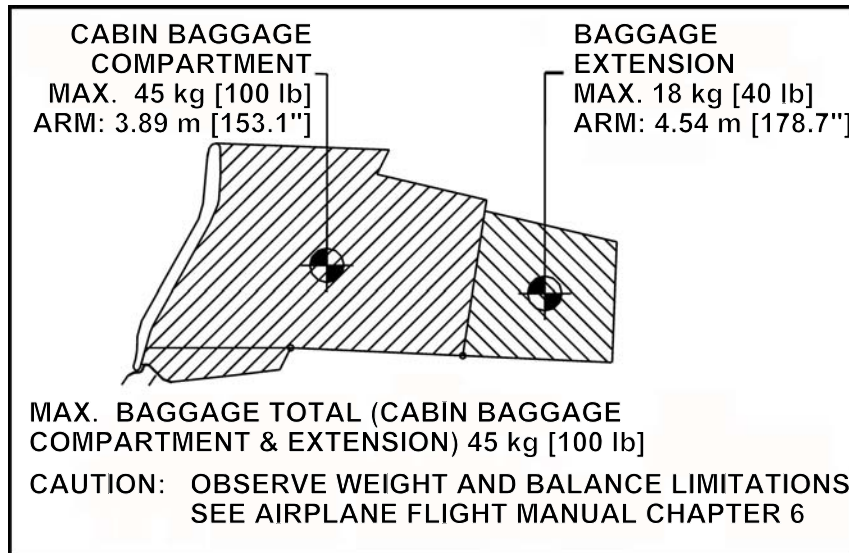 CABIN BAGGAGE
COMPARTMENT
MAX. 45 kg [100 lb]
ARM: 3.89 m [153.1"]
BAGGAGE
EXTENSION
MAX. 18 kg [40 lb]
ARM: 4.54 m [178.7"]
MAX. BAGGAGE TOTAL (CABIN BAGGAGE
COMPARTMENT & EXTENSION) 45 kg [100 lb]
CAUTION: OBSERVE WEIGHT AND BALANCE LIMITATIONS
SEE AIRPLANE FLIGHT MANUAL CHAPTER 6